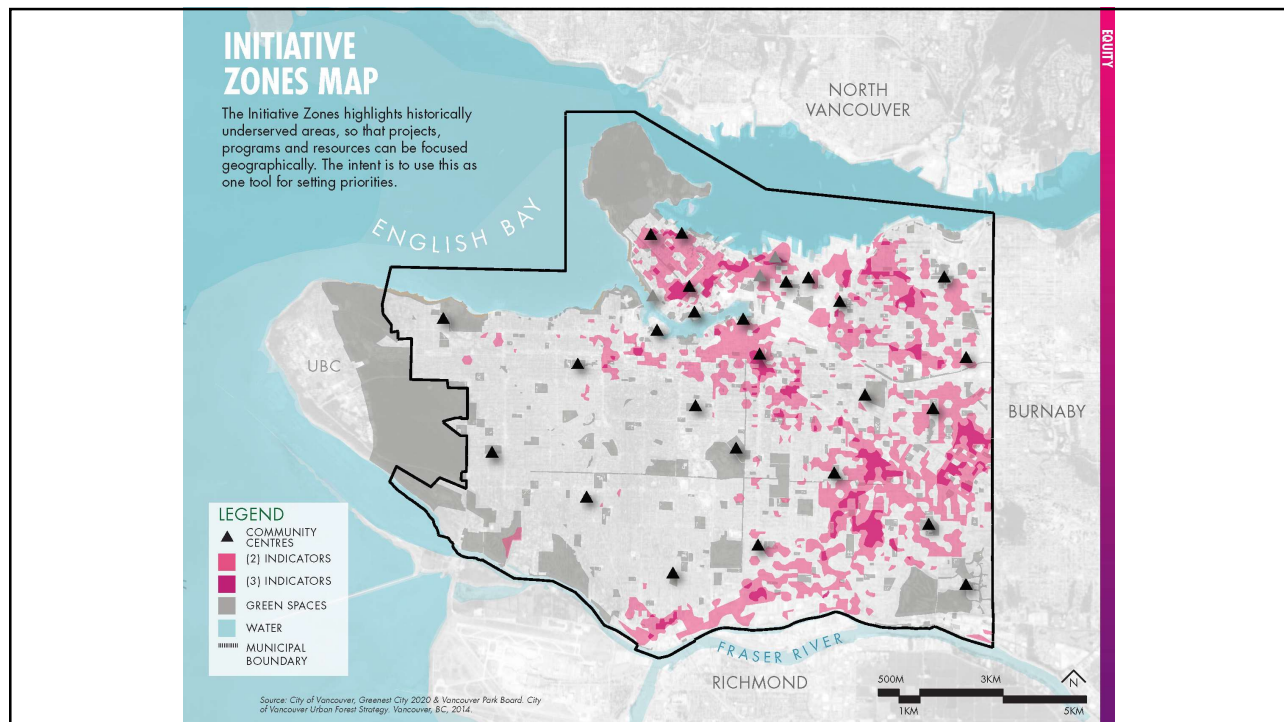 INITIATIVE
ZONES MAP
The Initiative Zones highlights historically
underserved areas, so that projects,
programs and resources can be focused
geographically. The intent is to use this as
one tool for setting priorities.
EQUITY
NORTH
VANCOUVER
ENGLISH BAY
UBC
BURNABY
LEGEND
COMMUNITY
CENTRES
(2) INDICATORS
(3) INDICATORS
GREEN SPACES
WATER
MUNICIPAL
BOUNDARY
FRASER RIVER
RICHMOND
500M
3KM
N
1KM
5KM
Source: City of Vancouver, Greenest City 2020 & Vancouver Park Board. City
of Vancouver Urban Forest Strategy. Vancouver, BC, 2014.